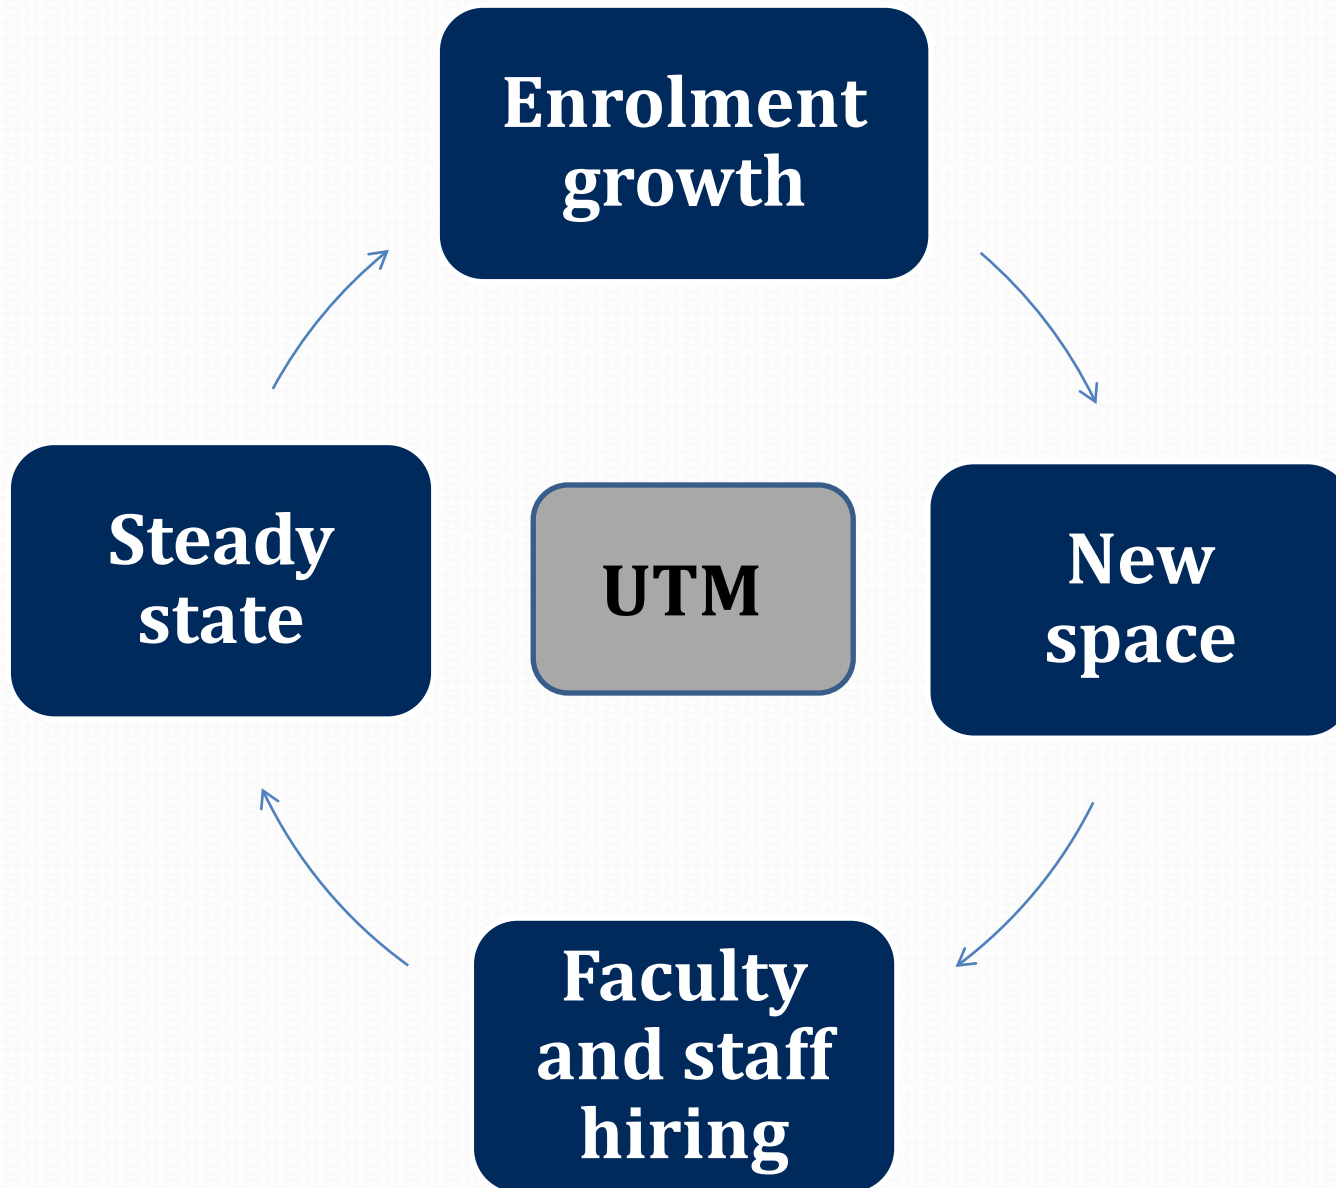 Enrolment
growth
Steady
state
UTM
New
space
Faculty
and staff
hiring